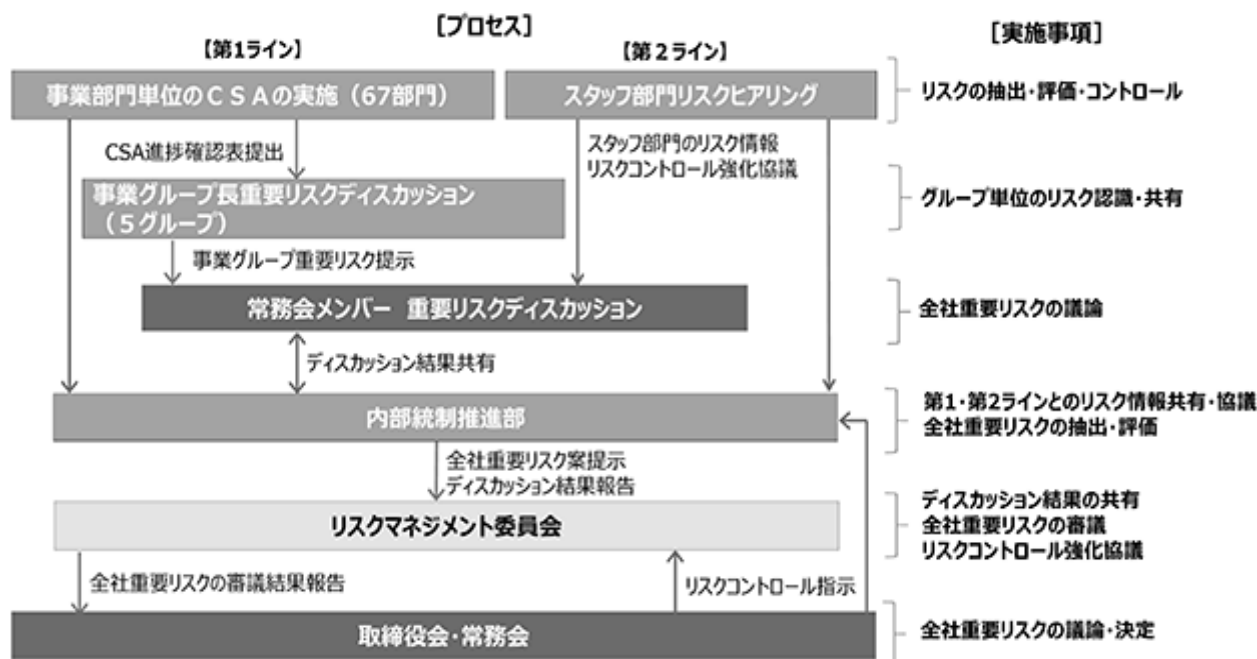 [プロセス]
[実施事項]
【第1ライン】
【第２ライン】
事業部門単位のＣＳＡの実施（67部門）
スタッフ部門リスクヒアリング
リスクの抽出・評価・コントロール
CSA進捗確認表提出
スタッフ部門のリスク情報
リスクコントロール強化協議
事業グループ長重要リスクディスカッション
（５グループ）
グループ単位のリスク認識・共有
事業グループ重要リスク提示
常務会メンバー 重要リスクディスカッション
全社重要リスクの議論
ディスカッション結果共有
内部統制推進部
第1・第2ラインとのリスク情報共有・協議
全社重要リスクの抽出・評価
全社重要リスク案提示
ディスカッション結果報告
リスクマネジメント委員会
ディスカッション結果の共有
全社重要リスクの審議
リスクコントロール強化協議
全社重要リスクの審議結果報告
リスクコントロール指示
取締役会・常務会
全社重要リスクの議論・決定